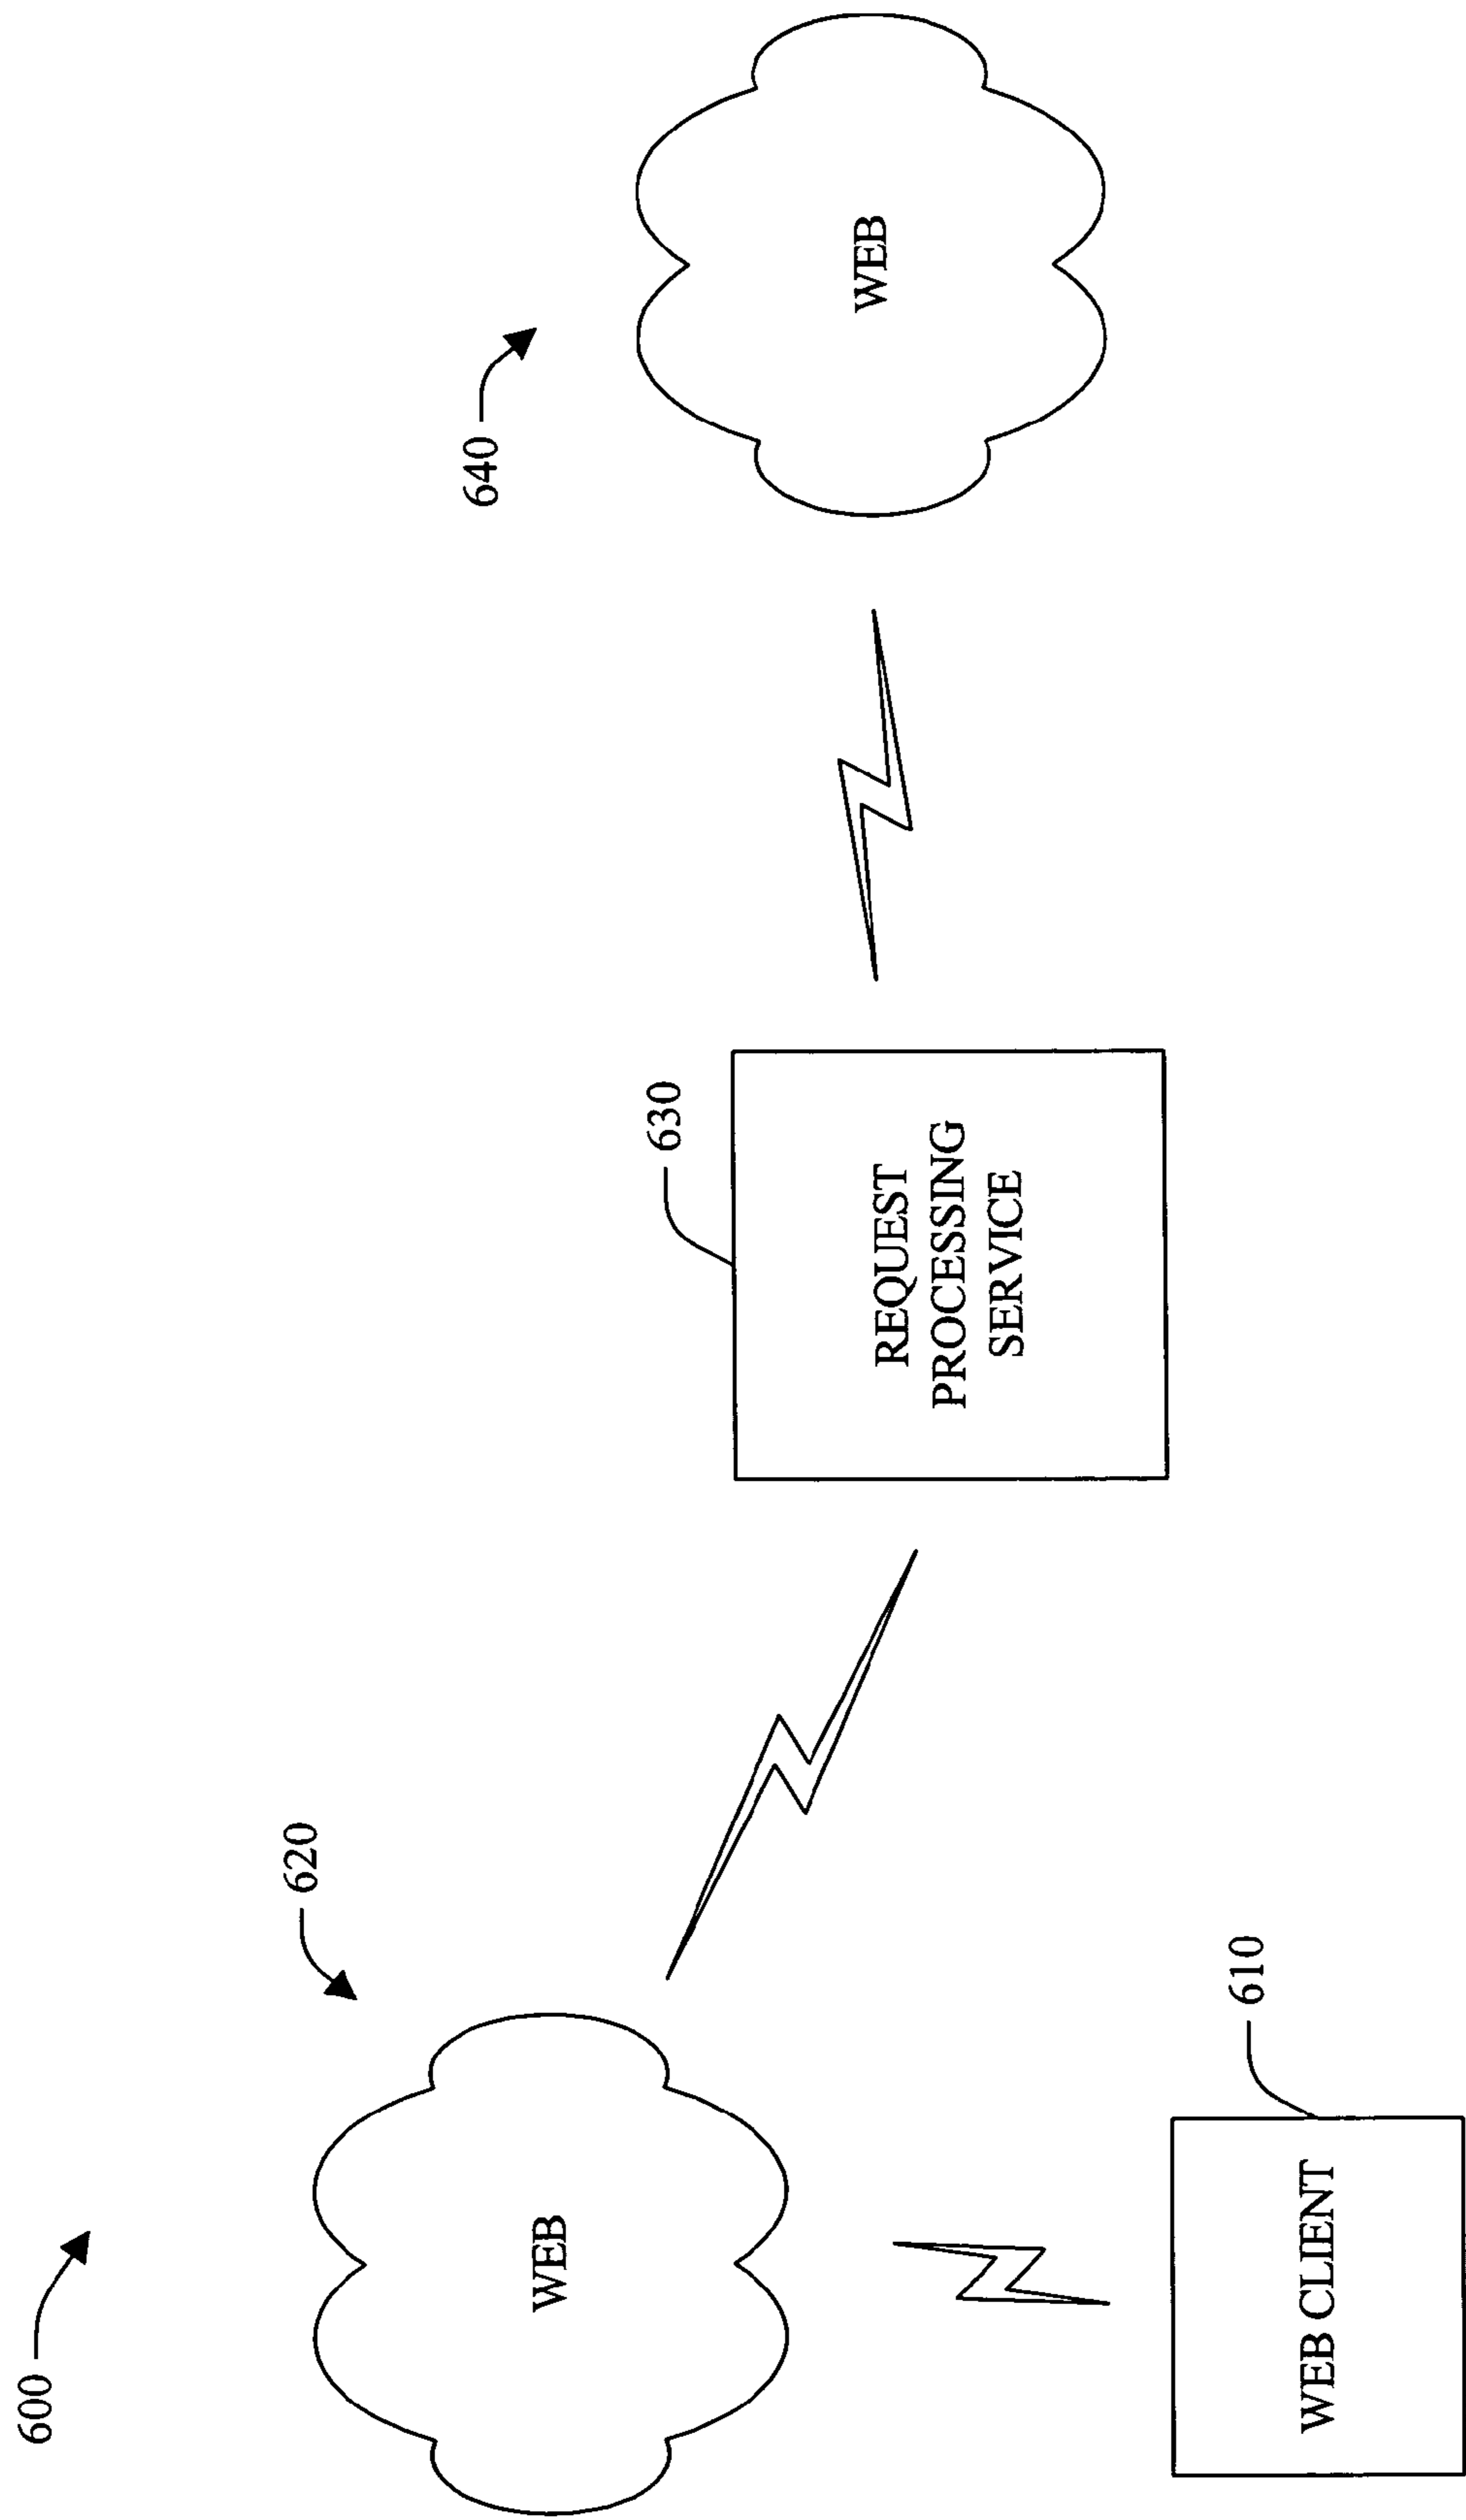 600
620
WEB
640
WEB
630
REQUEST
PROCESSING
SERVICE
610
WEB CLIENT